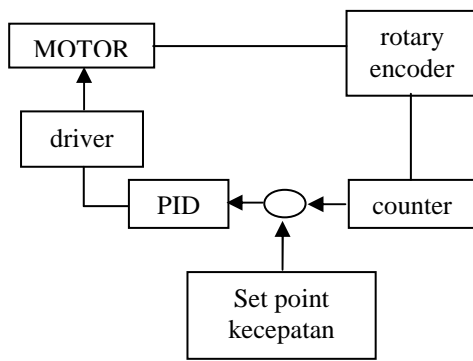 MOTOR
rotary
encoder
driver
PID
counter
Set point
kecepatan